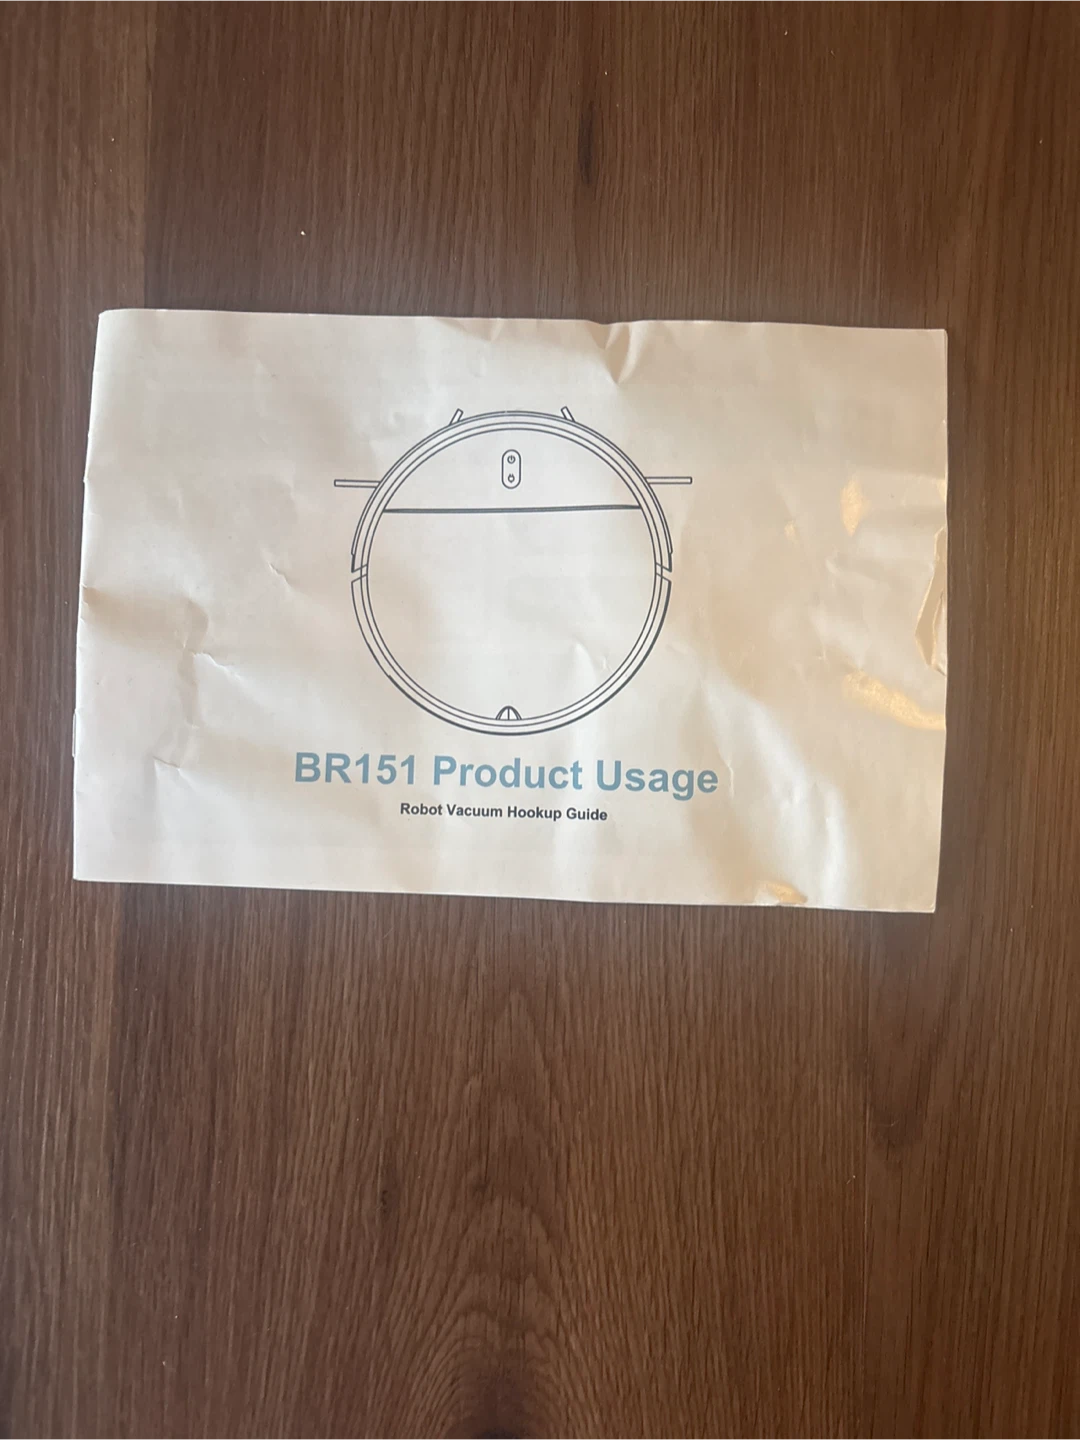 BR151 Product Usage
Robot Vacuum Hookup Guide